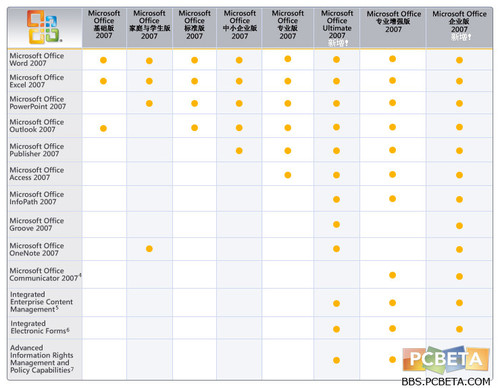 Microsoft Office 基础版 2007
Microsoft Office 家庭与学生版 2007
Microsoft Office 标准版 2007
Microsoft Office 中小企业版 2007
Microsoft Office 专业版 2007
Microsoft Office Ultimate 2007 新增!
Microsoft Office 专业增强版 2007
Microsoft Office 企业版 2007 新增!
Microsoft Office Word 2007
Microsoft Office Excel 2007
Microsoft Office PowerPoint 2007
Microsoft Office Outlook 2007
Microsoft Office Publisher 2007
Microsoft Office Access 2007
Microsoft Office InfoPath 2007
Microsoft Office Groove 2007
Microsoft Office OneNote 2007
Microsoft Office Communicator 2007⁴
Integrated Enterprise Content Management⁵
Integrated Electronic Forms⁶
Advanced Information Rights Management and Policy Capabilities⁷
PCBETA
BBS.PCBETA.COM